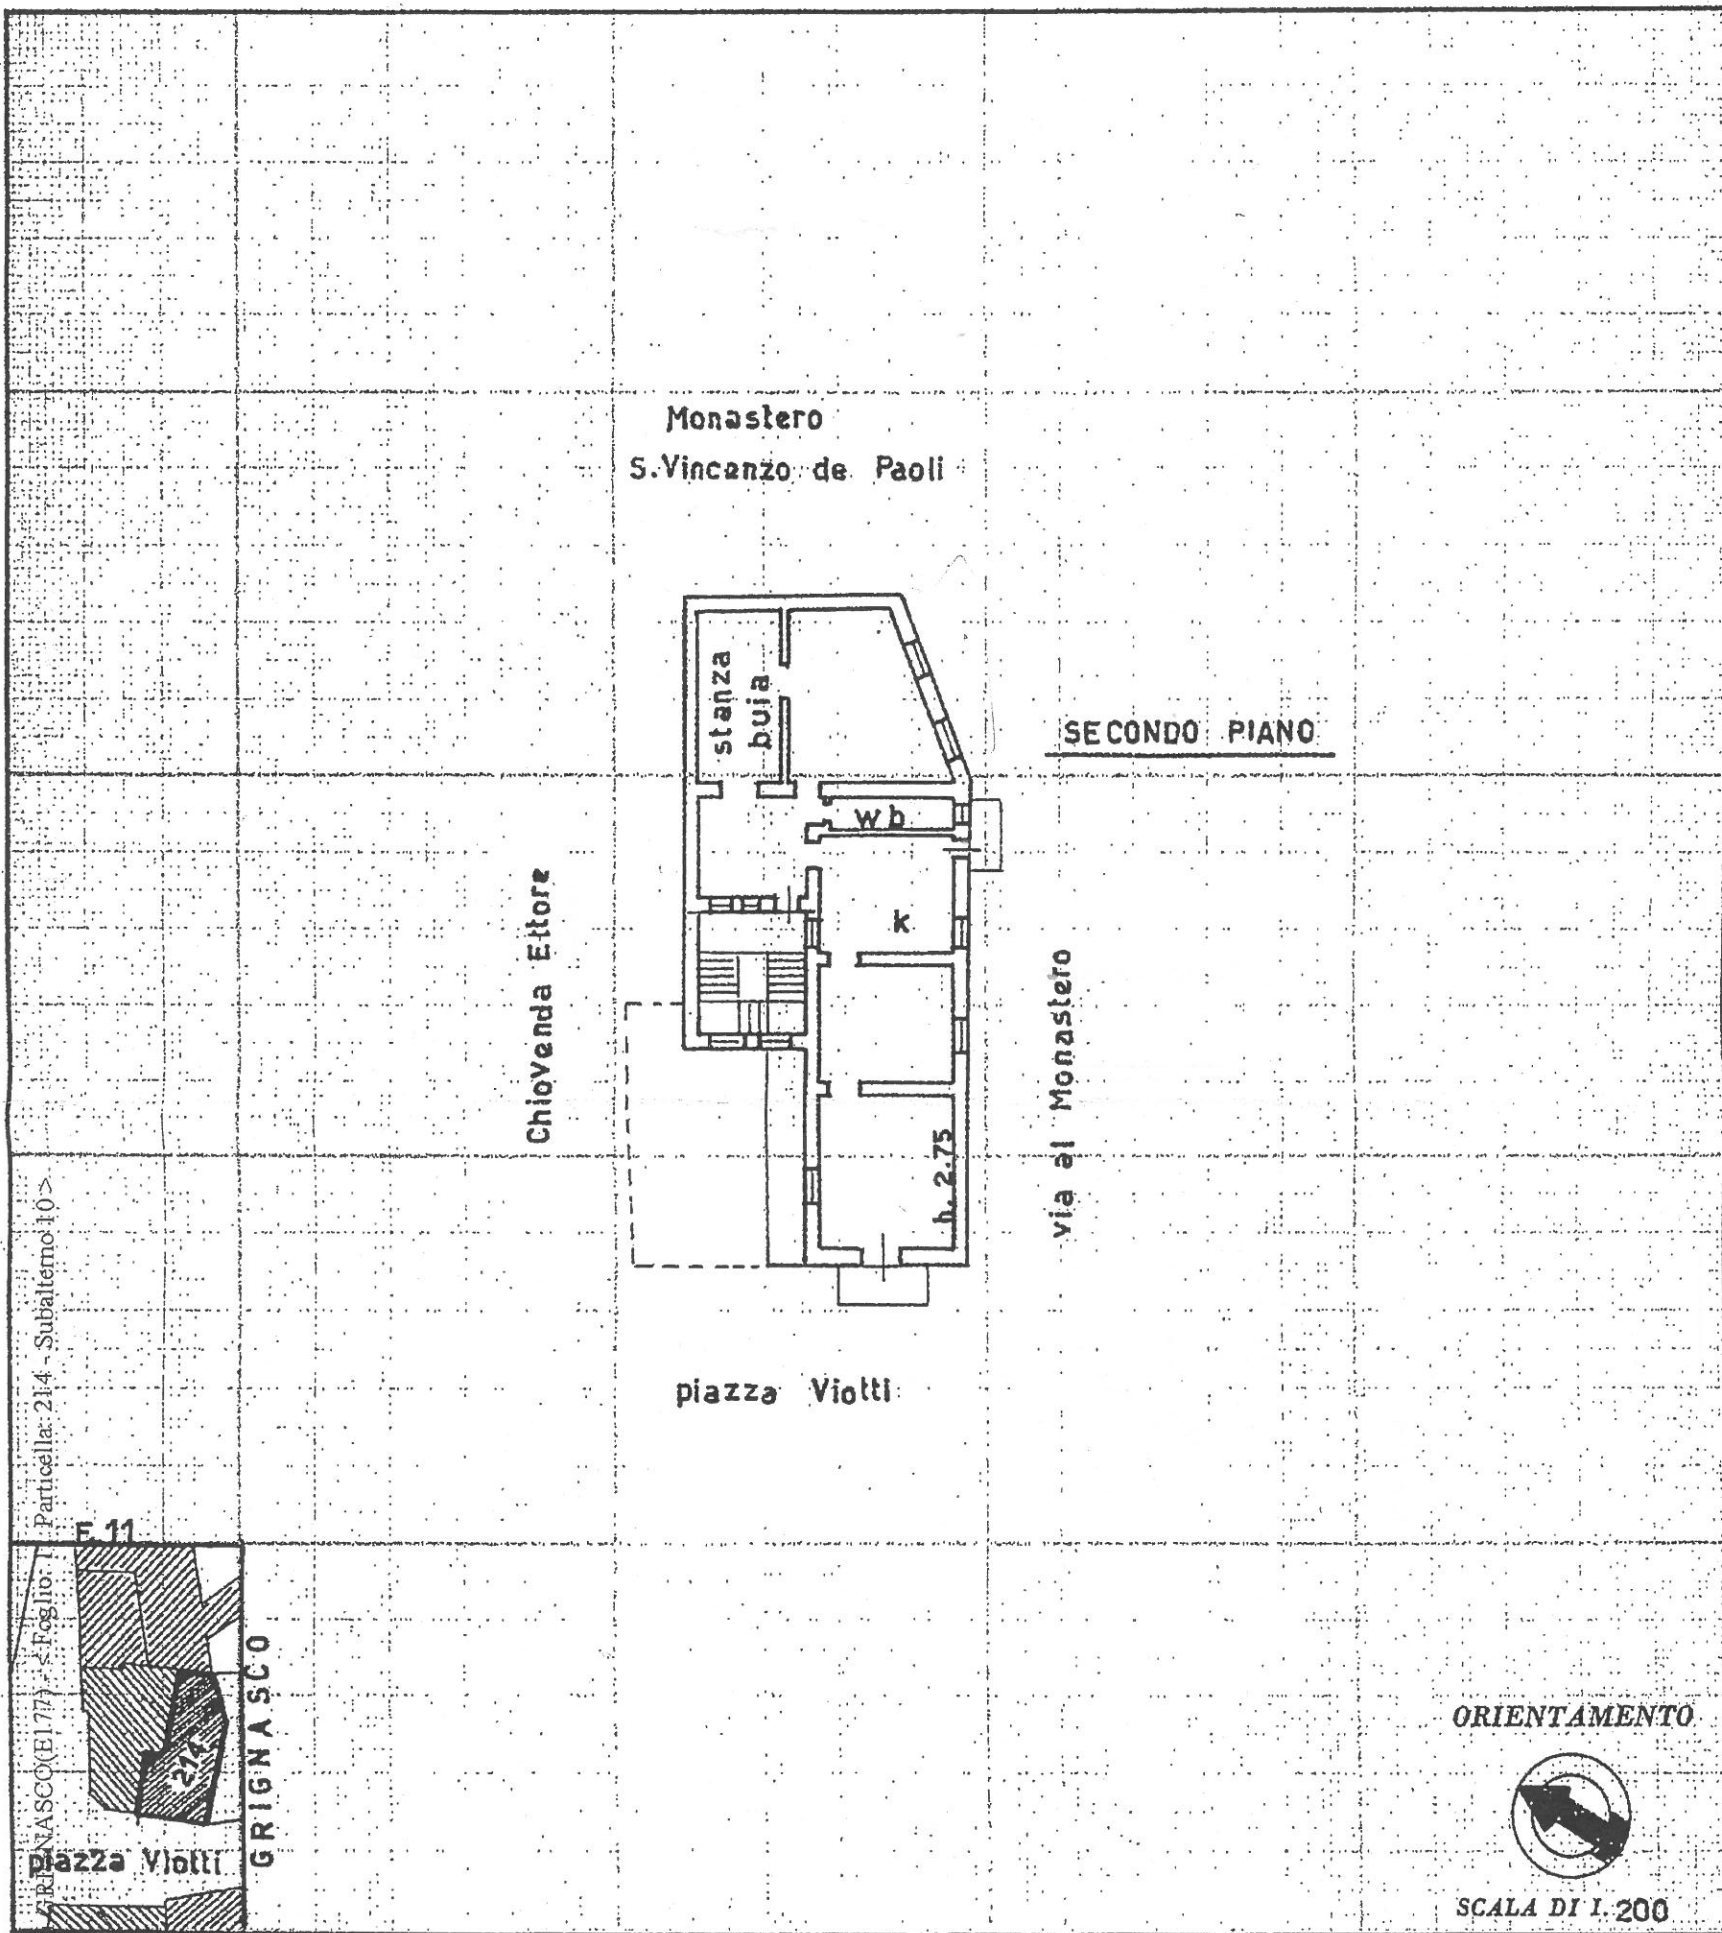 Monastero
S.Vincenzo de Paoli
stanza
buia
SECONDO PIANO
w b
k
Chiovenda Ettore
via al Monastero
h. 2.75
piazza Viotti
F. 11
214
GRIGNASCO
piazza Viotti
GRIGNASCO(E177) - < Foglio: 11 Particella: 214 - Subalterno 10 >
ORIENTAMENTO
SCALA DI 1: 200